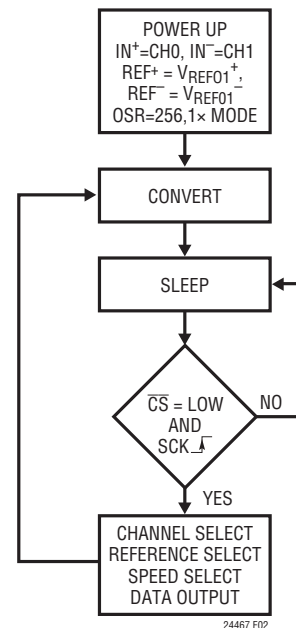 POWER UP
IN⁺=CH0, IN⁻=CH1
REF⁺ = VREF01⁺,
REF⁻ = VREF01⁻
OSR=256,1× MODE
CONVERT
SLEEP
C̅S̅ = LOW
AND
SCK
NO
YES
CHANNEL SELECT
REFERENCE SELECT
SPEED SELECT
DATA OUTPUT
24467 F02